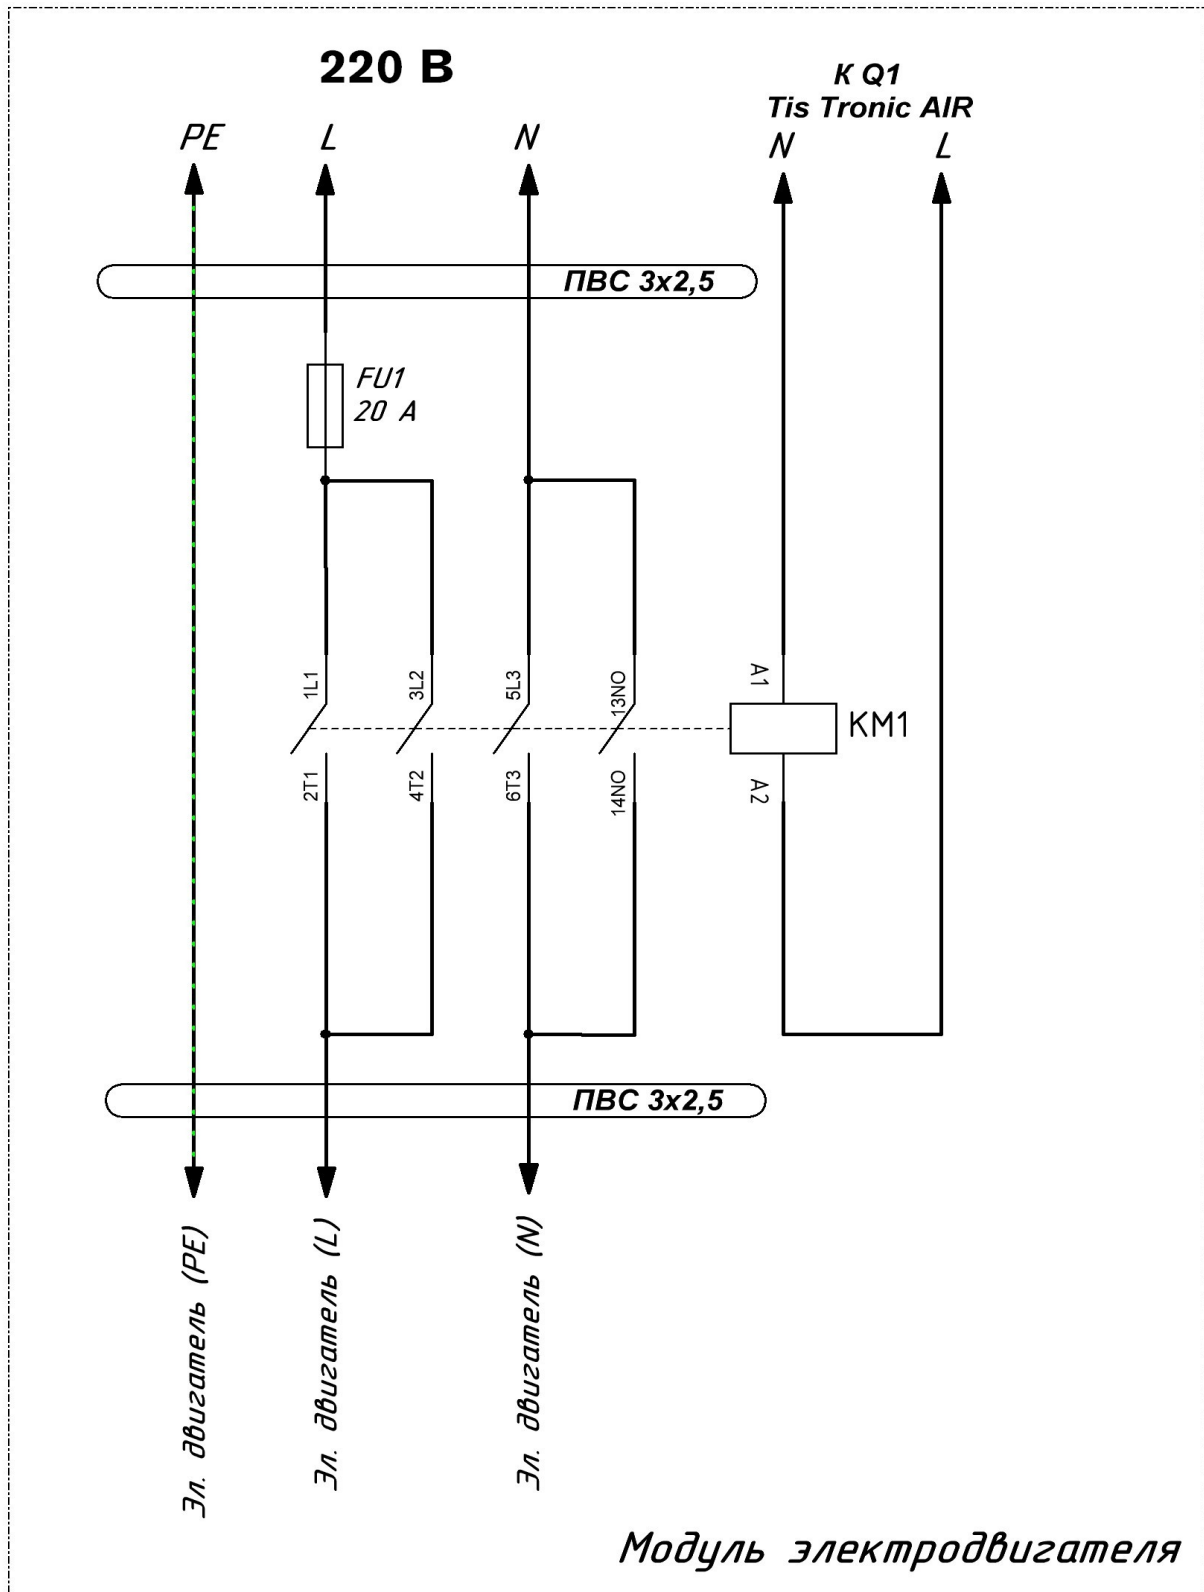 220 В
К Q1
Tis Tronic AIR
PE
L
N
N
L
ПВС 3х2,5
FU1
20 A
1L1
3L2
5L3
13NO
A1
KM1
2T1
4T2
6T3
14NO
A2
ПВС 3х2,5
Эл. двигатель (PE)
Эл. двигатель (L)
Эл. двигатель (N)
Модуль электродвигателя